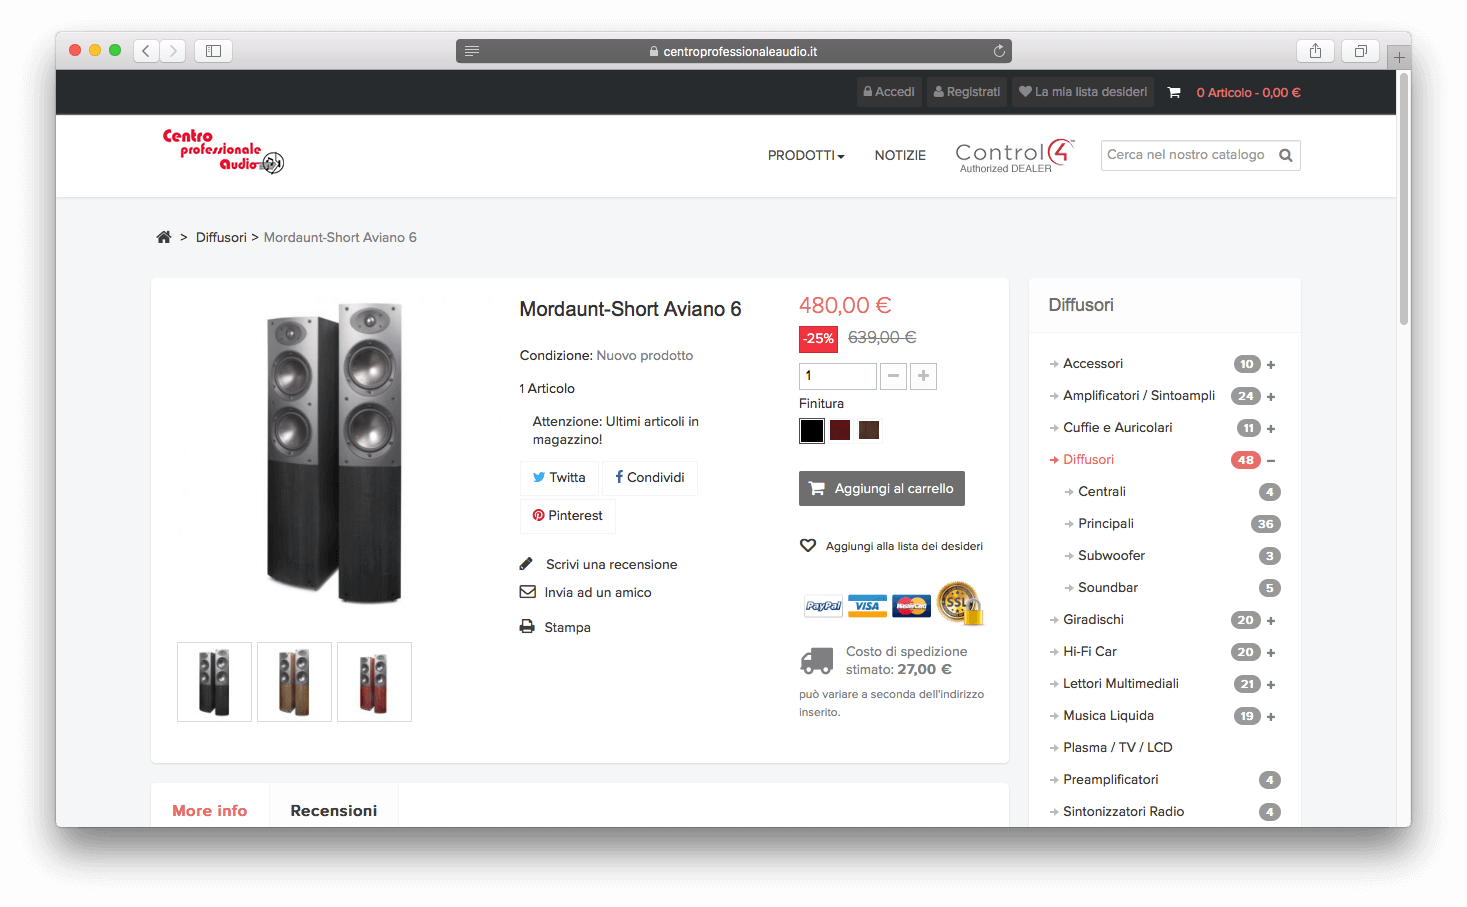 centroprofessionaleaudio.it
Accedi
Registrati
La mia lista desideri
0 Articolo - 0,00 €
Centro
professionale
audio
PRODOTTI
NOTIZIE
Control4™
Authorized DEALER
Cerca nel nostro catalogo
> Diffusori > Mordaunt-Short Aviano 6
Mordaunt-Short Aviano 6
Condizione: Nuovo prodotto
1 Articolo
Attenzione: Ultimi articoli in
magazzino!
Twitta
Condividi
Pinterest
Scrivi una recensione
Invia ad un amico
Stampa
480,00 €
-25% 639,00 €
1
Finitura
Aggiungi al carrello
Aggiungi alla lista dei desideri
PayPal VISA MasterCard SSL
Costo di spedizione
stimato: 27,00 €
può variare a seconda dell'indirizzo
inserito.
More info
Recensioni
Diffusori
Accessori 10 +
Amplificatori / Sintoampli 24 +
Cuffie e Auricolari 11 +
Diffusori 48 −
Centrali 4
Principali 36
Subwoofer 3
Soundbar 5
Giradischi 20 +
Hi-Fi Car 20 +
Lettori Multimediali 21 +
Musica Liquida 19 +
Plasma / TV / LCD
Preamplificatori 4
Sintonizzatori Radio 4